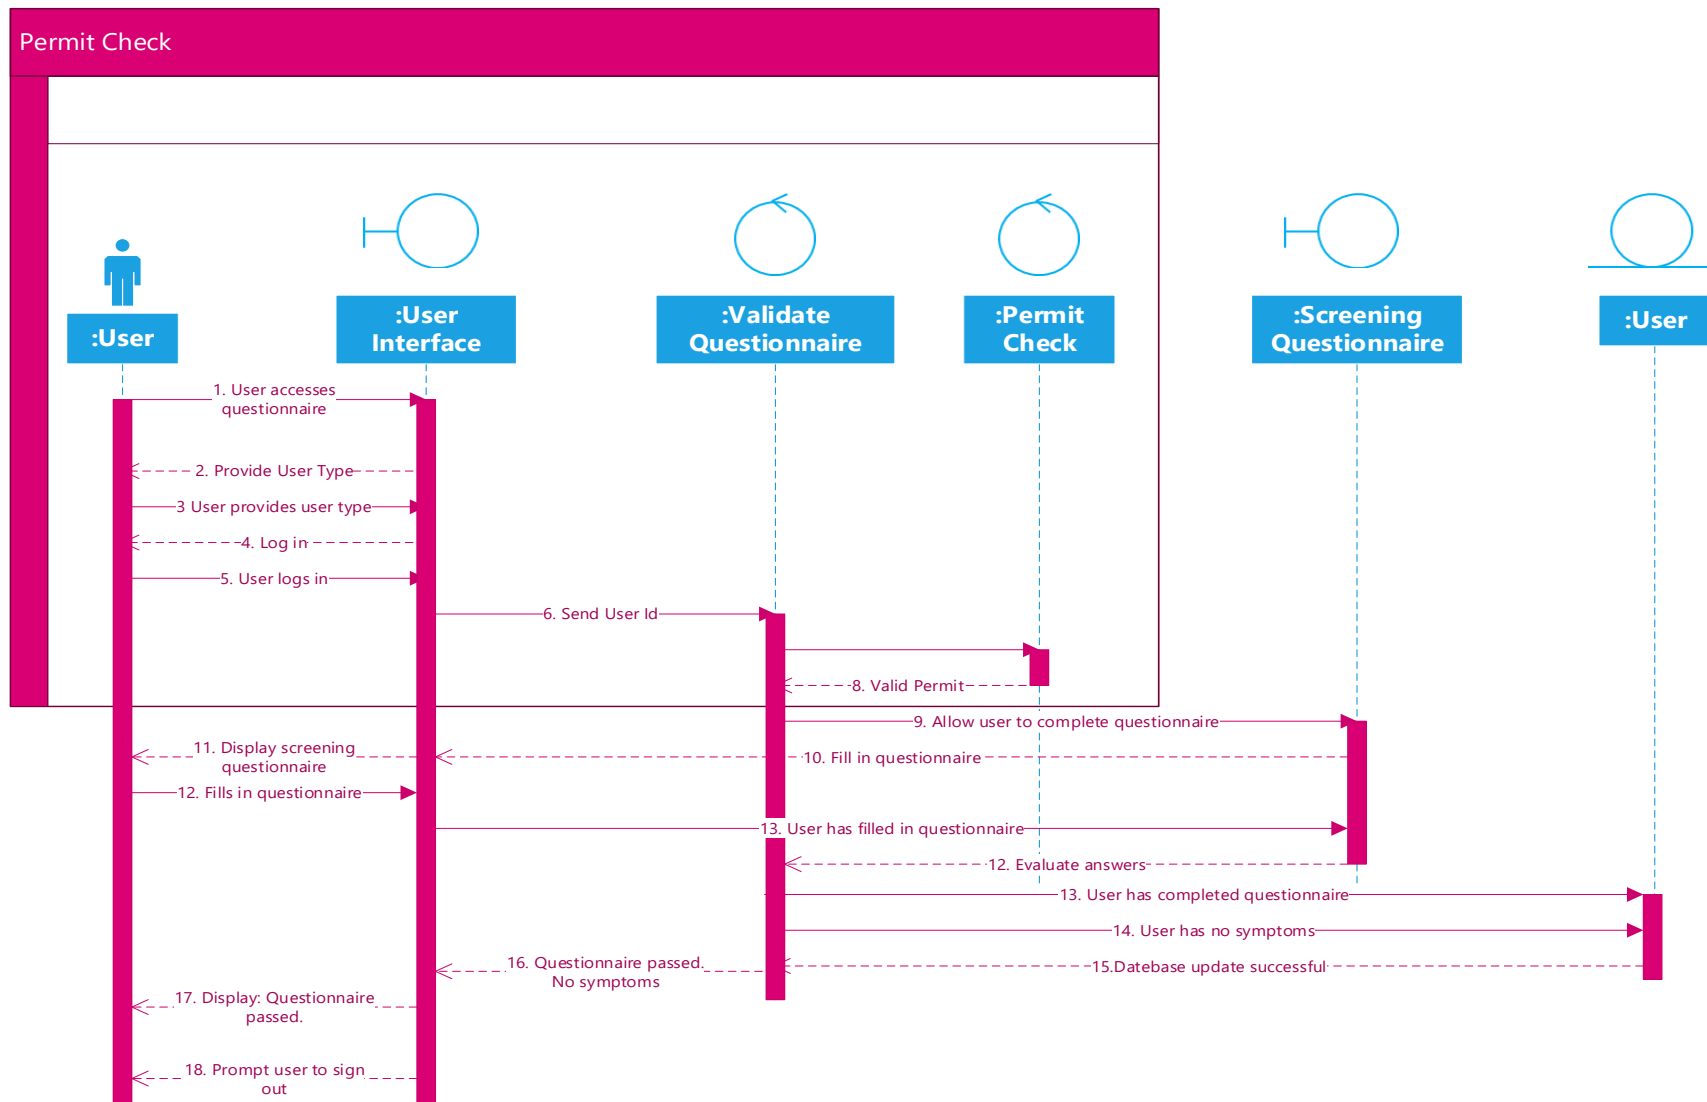 Permit Check
:User
:User
Interface
:Validate
Questionnaire
:Permit
Check
:Screening
Questionnaire
:User
1. User accesses
questionnaire
2. Provide User Type
3 User provides user type
4. Log in
5. User logs in
6. Send User Id
8. Valid Permit
9. Allow user to complete questionnaire
11. Display screening
questionnaire
10. Fill in questionnaire
12. Fills in questionnaire
13. User has filled in questionnaire
12. Evaluate answers
13. User has completed questionnaire
14. User has no symptoms
16. Questionnaire passed.
No symptoms
15.Datebase update successful
17. Display: Questionnaire
passed.
18. Prompt user to sign
out